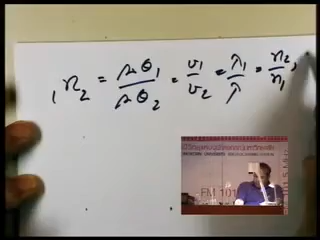 ₁n₂ = sin θ₁ / sin θ₂ = v₁ / v₂ = λ₁ / λ = n₂ / n₁ ,
FM 101